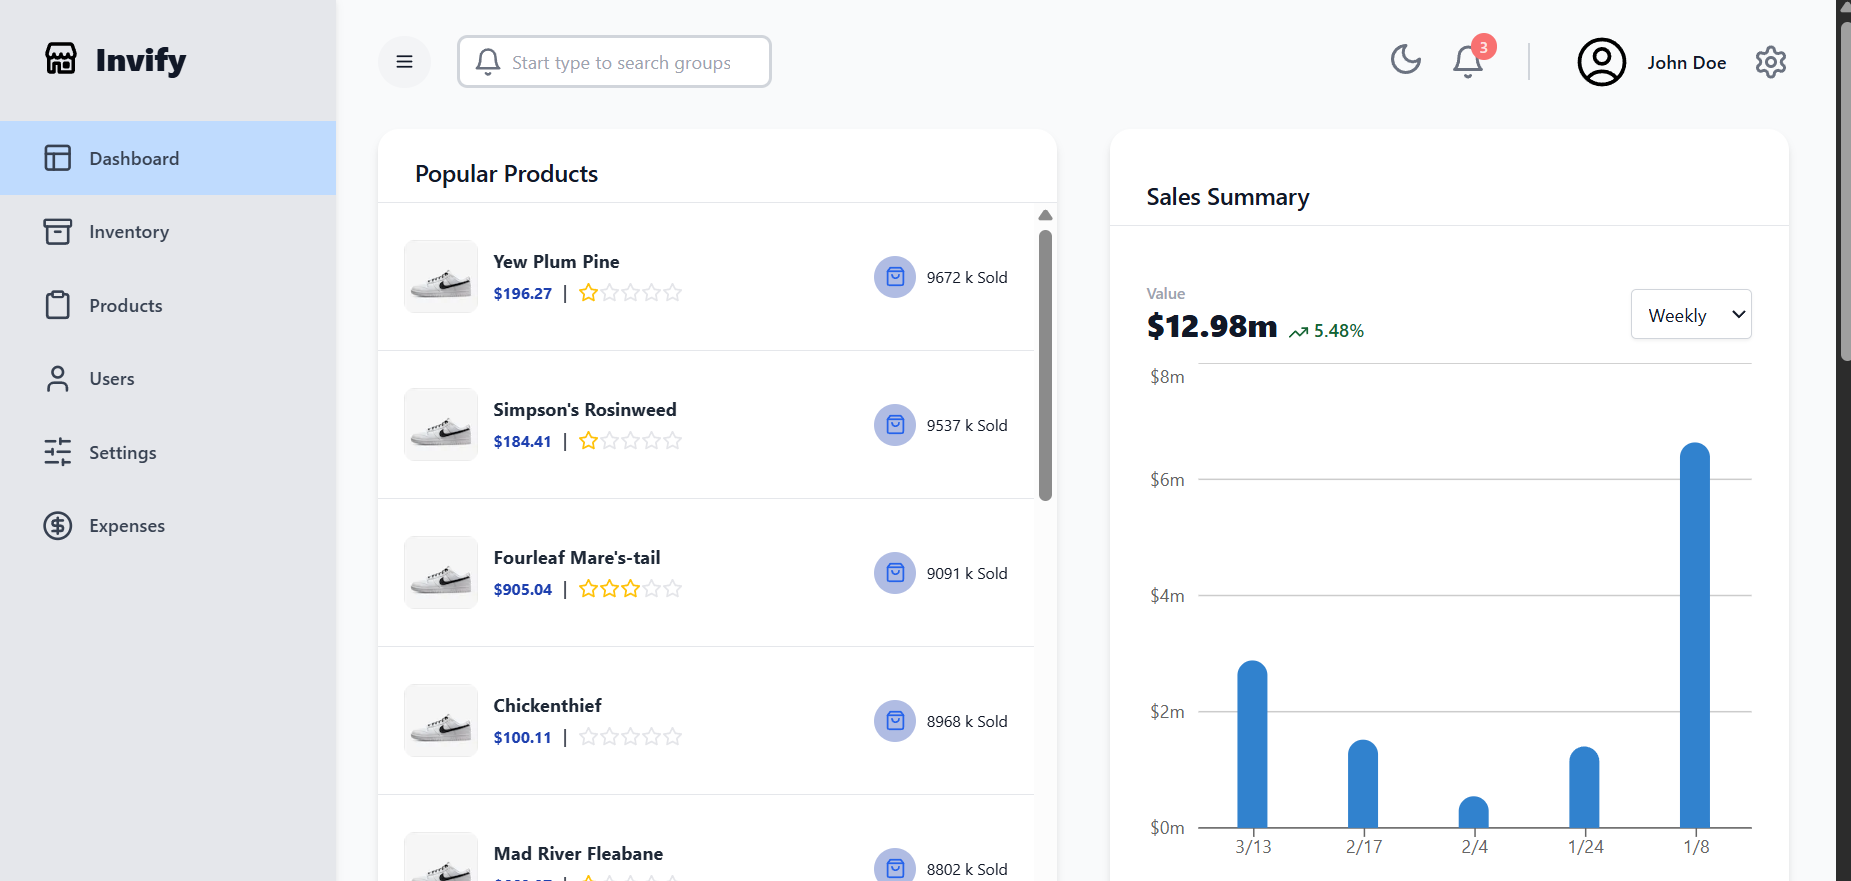 Invify
Start type to search groups
3
John Doe
Dashboard
Inventory
Products
Users
Settings
Expenses
Popular Products
Yew Plum Pine
$196.27 |
9672 k Sold
Simpson's Rosinweed
$184.41 |
9537 k Sold
Fourleaf Mare's-tail
$905.04 |
9091 k Sold
Chickenthief
$100.11 |
8968 k Sold
Mad River Fleabane
8802 k Sold
Sales Summary
Value
$12.98m 5.48%
Weekly
$8m
$6m
$4m
$2m
$0m
3/13 2/17 2/4 1/24 1/8